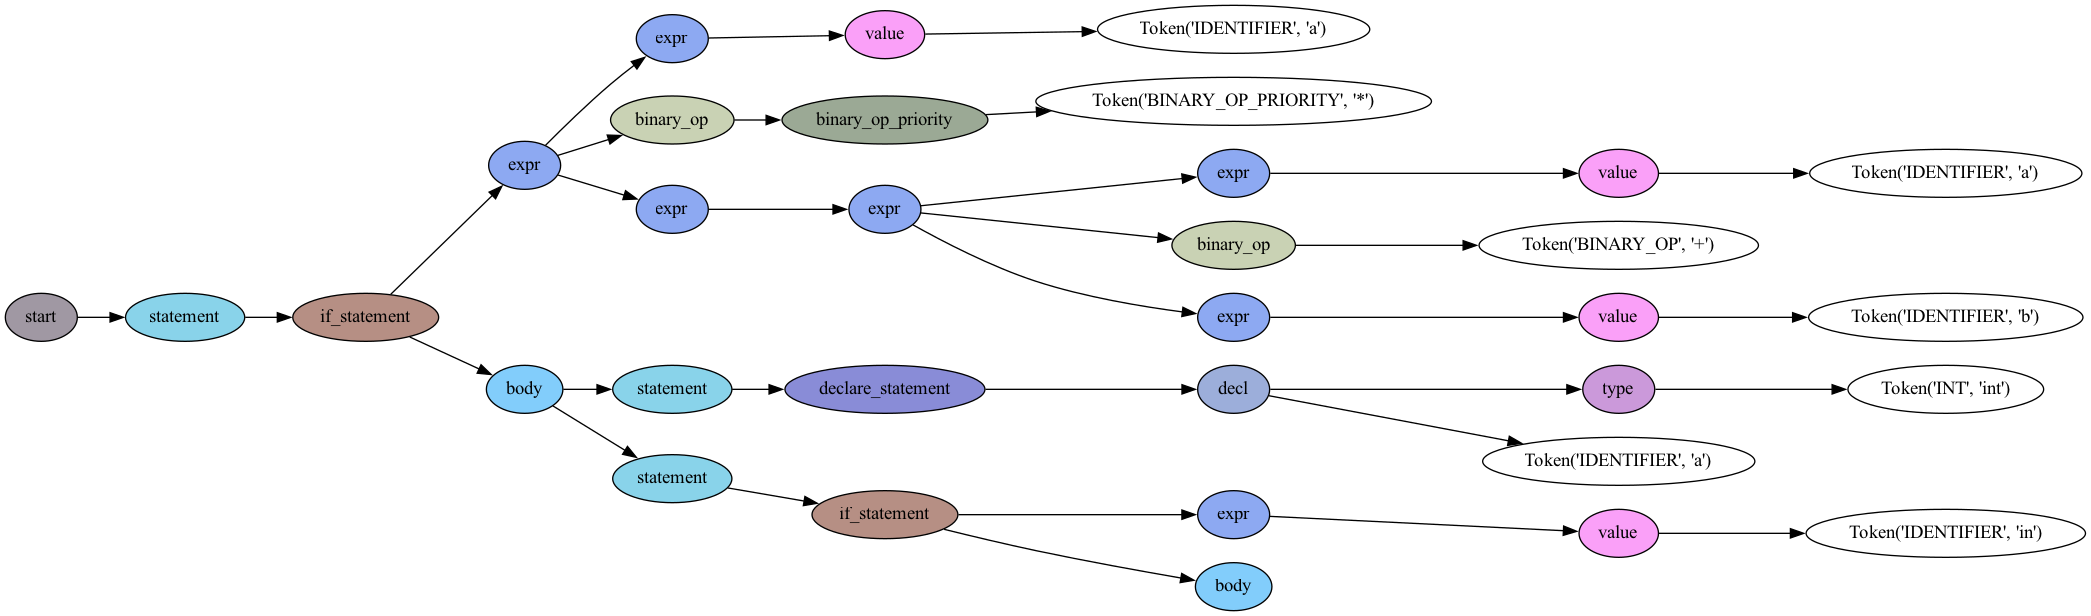 expr
value
Token('IDENTIFIER', 'a')
binary_op
binary_op_priority
Token('BINARY_OP_PRIORITY', '*')
expr
expr
value
Token('IDENTIFIER', 'a')
expr
expr
binary_op
Token('BINARY_OP', '+')
start
statement
if_statement
expr
value
Token('IDENTIFIER', 'b')
body
statement
declare_statement
decl
type
Token('INT', 'int')
Token('IDENTIFIER', 'a')
statement
if_statement
expr
value
Token('IDENTIFIER', 'in')
body